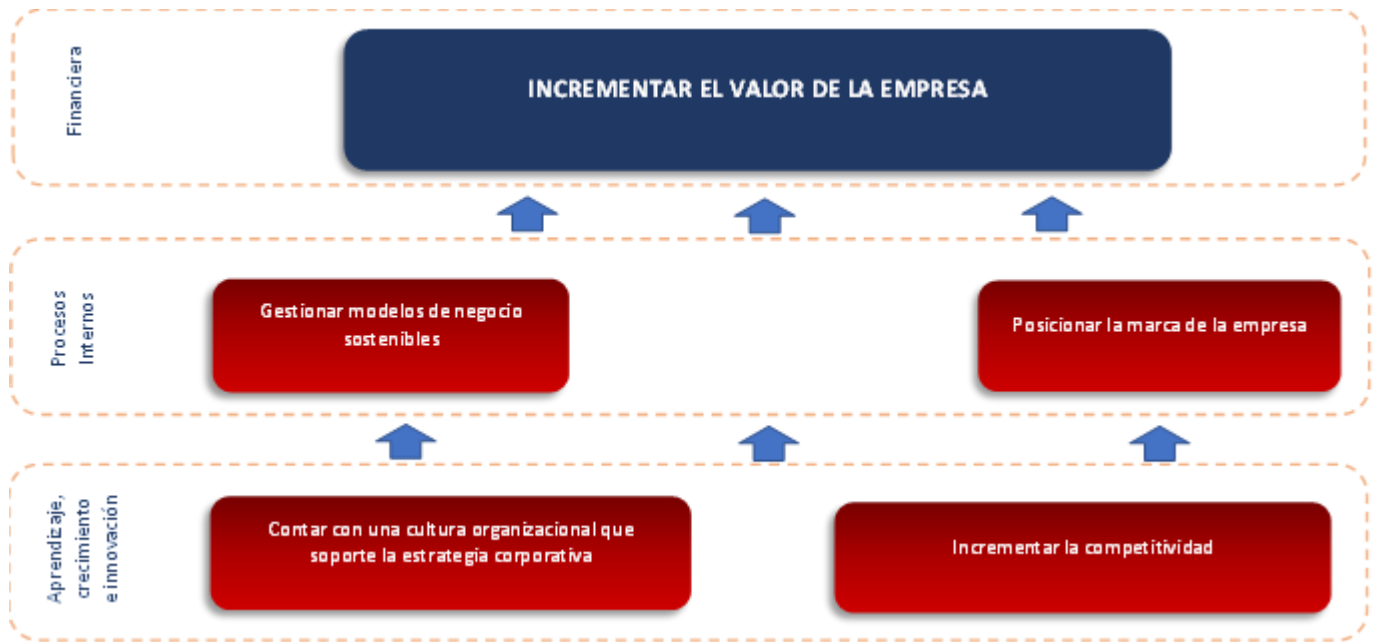 Financiera
INCREMENTAR EL VALOR DE LA EMPRESA
Procesos
Internos
Gestionar modelos de negocio
sostenibles
Posicionar la marca de la empresa
Aprendizaje,
crecimiento
e innovación
Contar con una cultura organizacional que
soporte la estrategia corporativa
Incrementar la competitividad